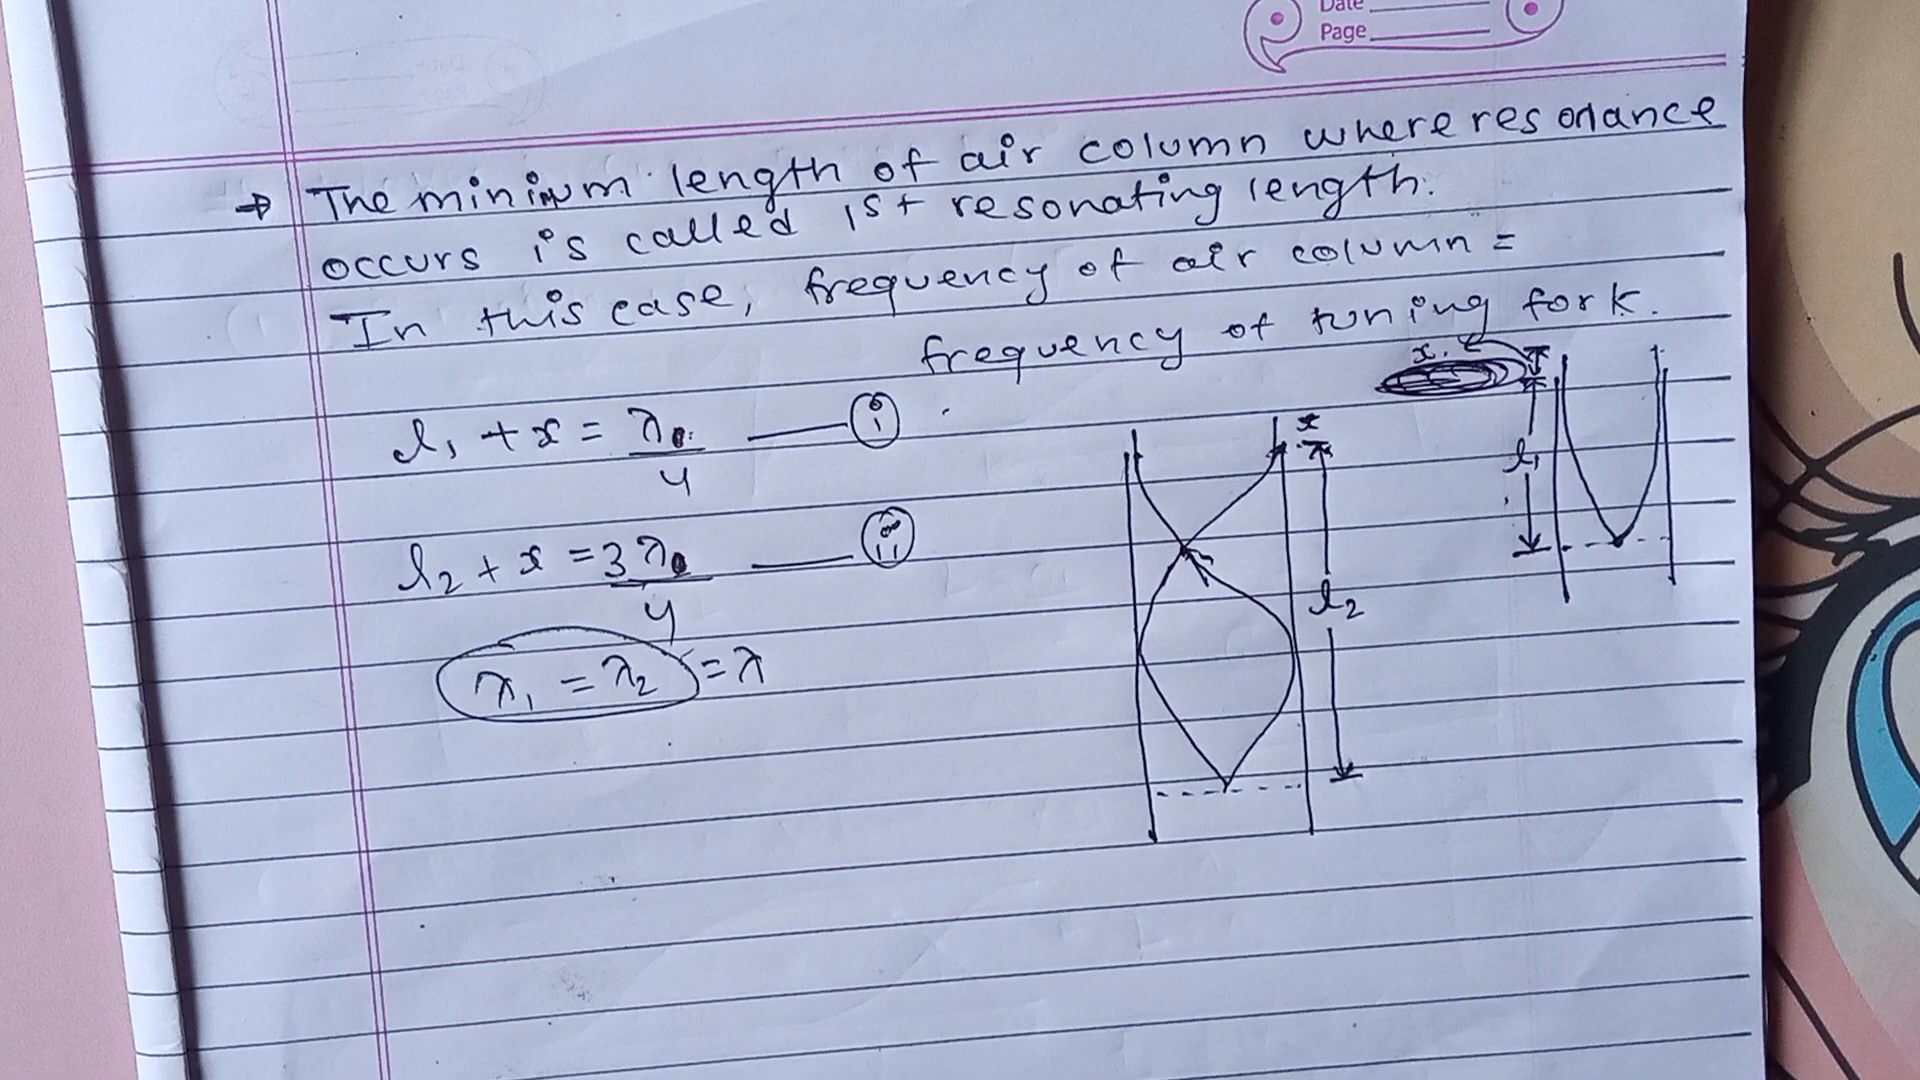 Date
Page
→ The minimum length of air column where resonance
occurs is called 1st resonating length.
In this case, frequency of air column =
frequency of tuning fork.
l₁ + x = λ/4 —— (i)
l₂ + x = 3λ/4 —— (ii)
λ₁ = λ₂ = λ
x
l₂
x
l₁